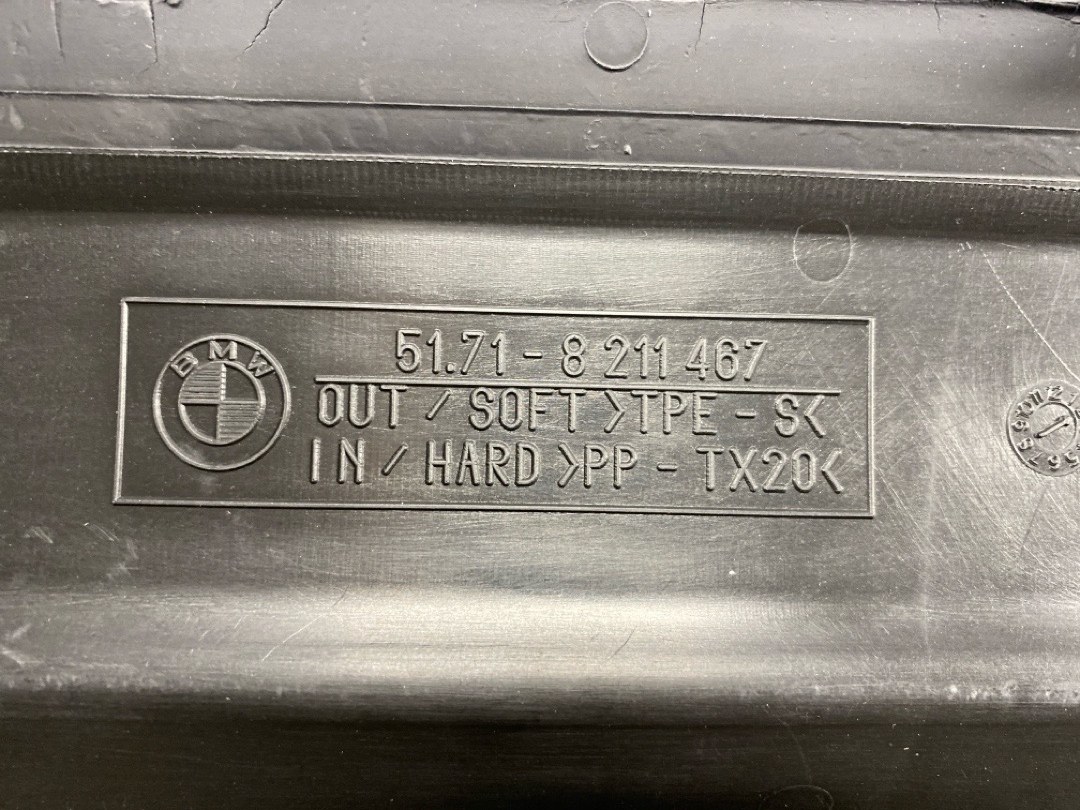 BMW
51.71 - 8 211 467
OUT / SOFT >TPE - S<
IN / HARD >PP - TX20<